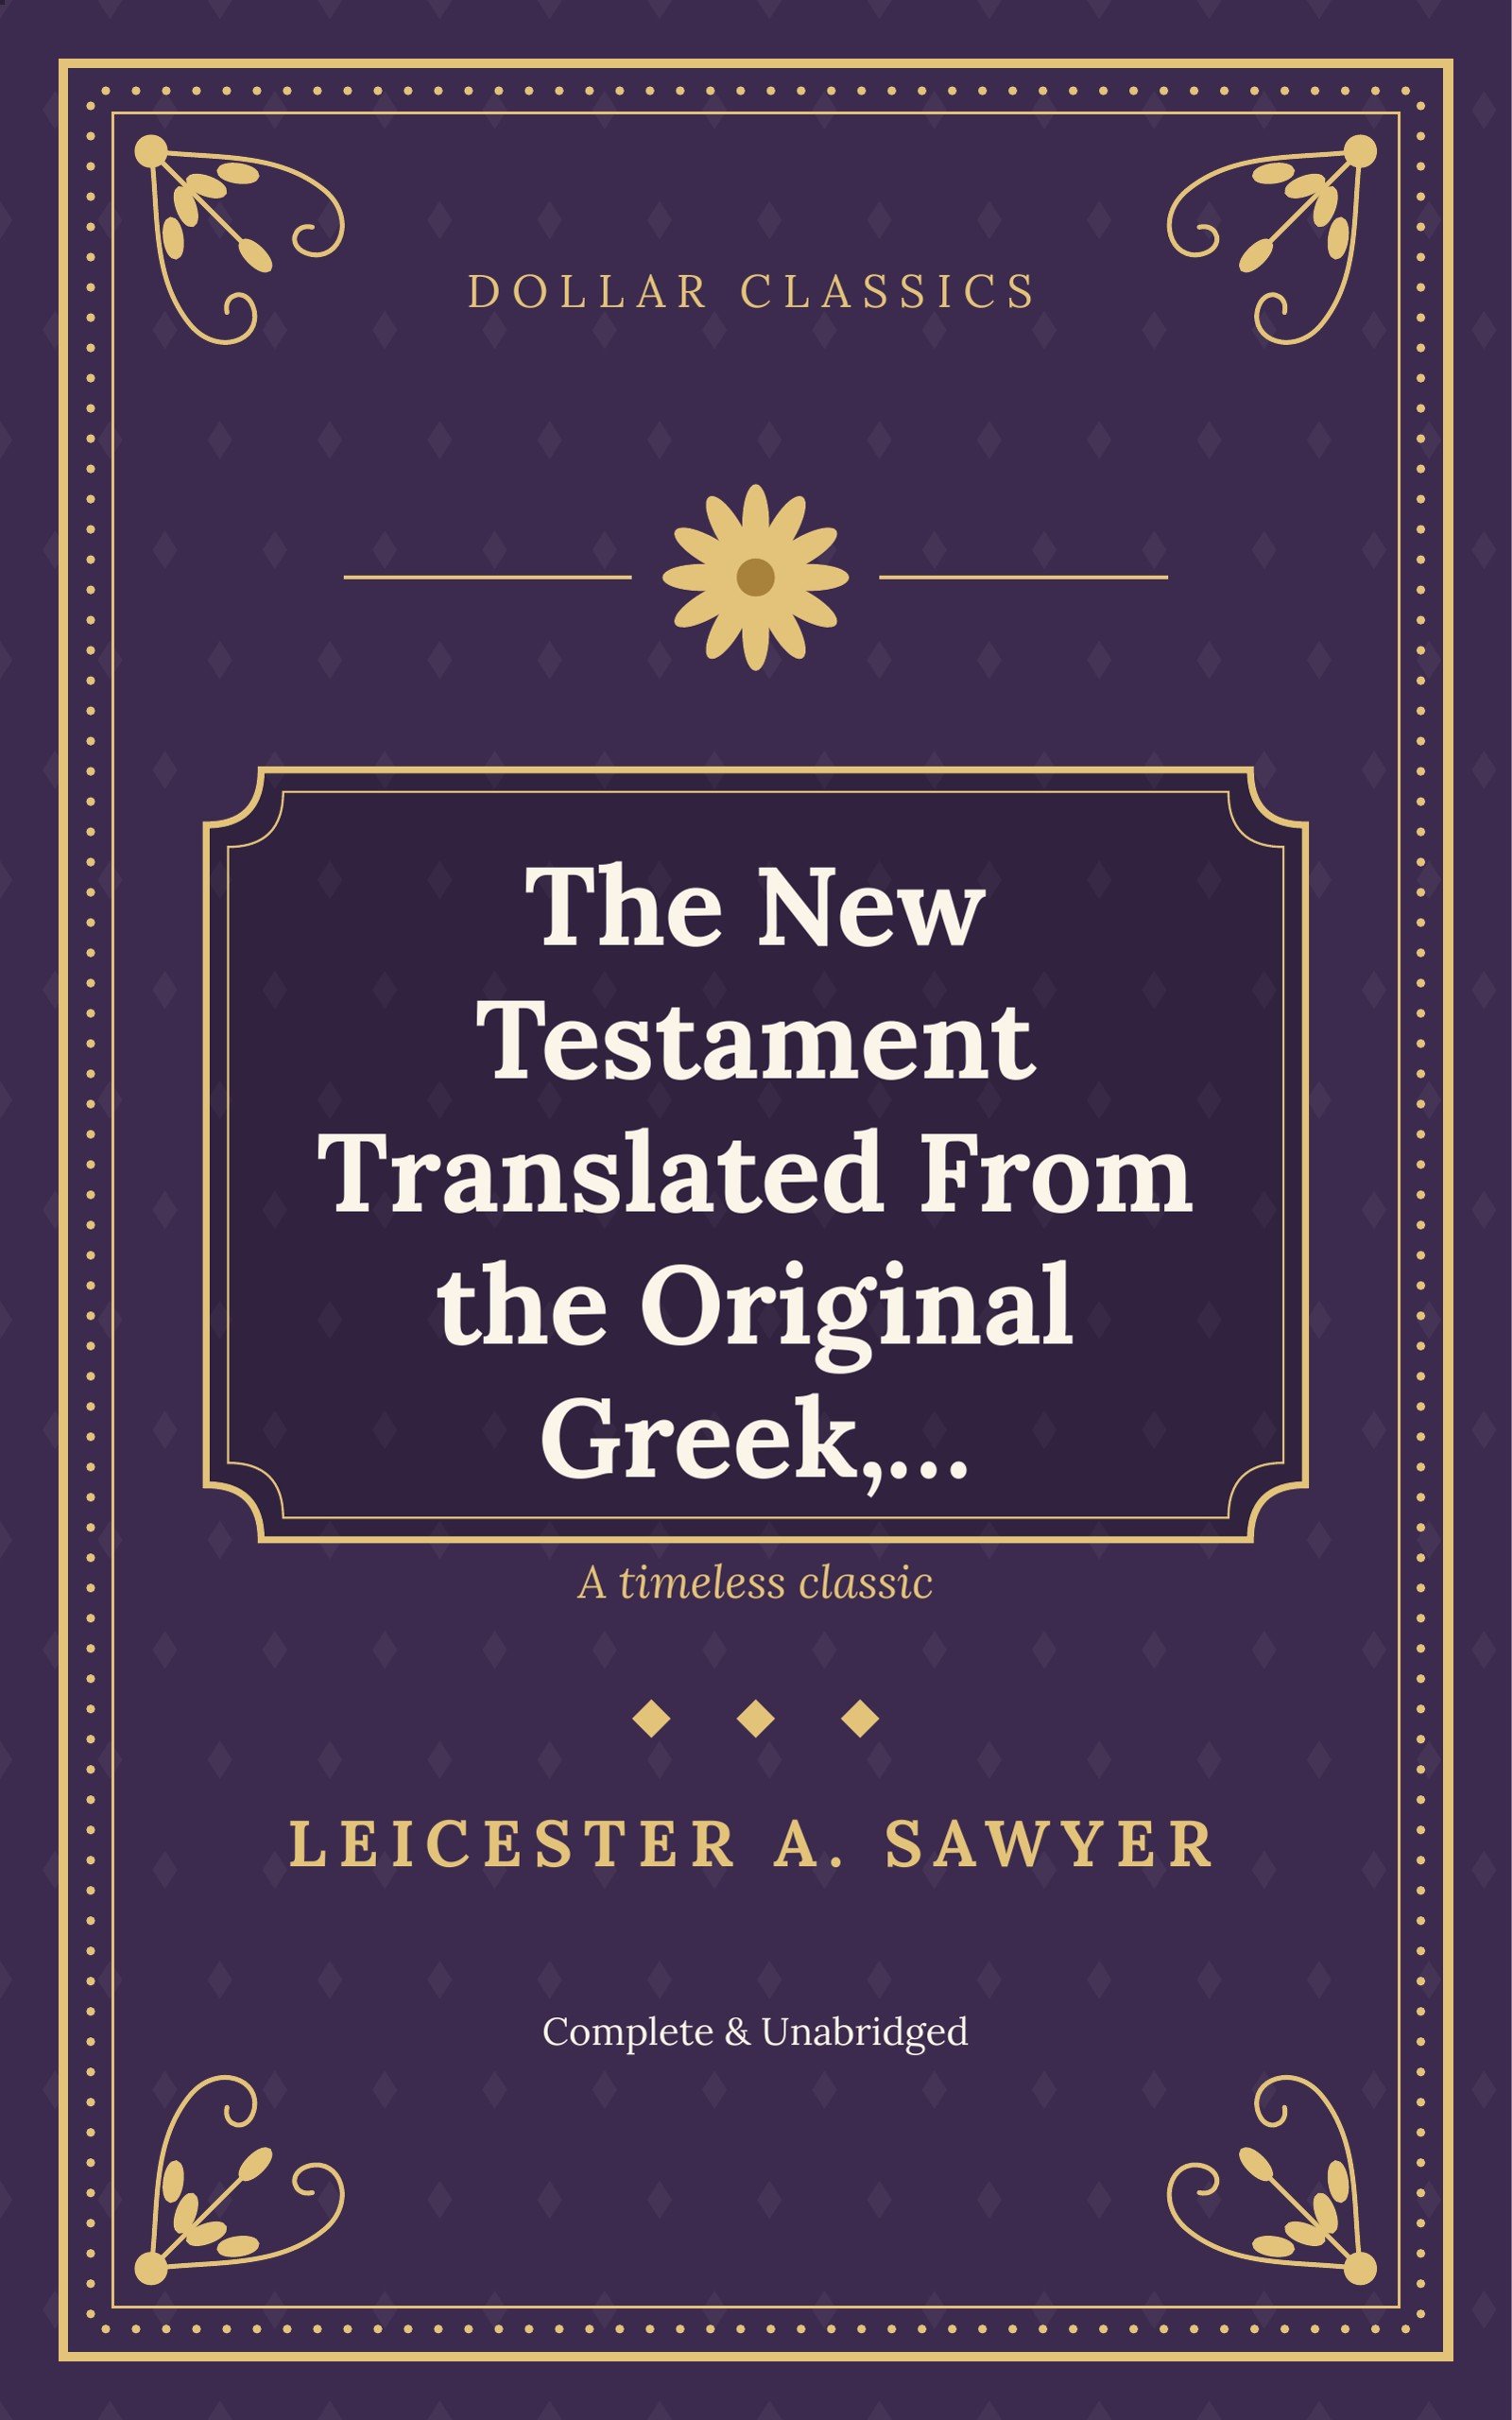 DOLLAR CLASSICS
The New
Testament
Translated From
the Original
Greek,...
A timeless classic
LEICESTER A. SAWYER
Complete & Unabridged